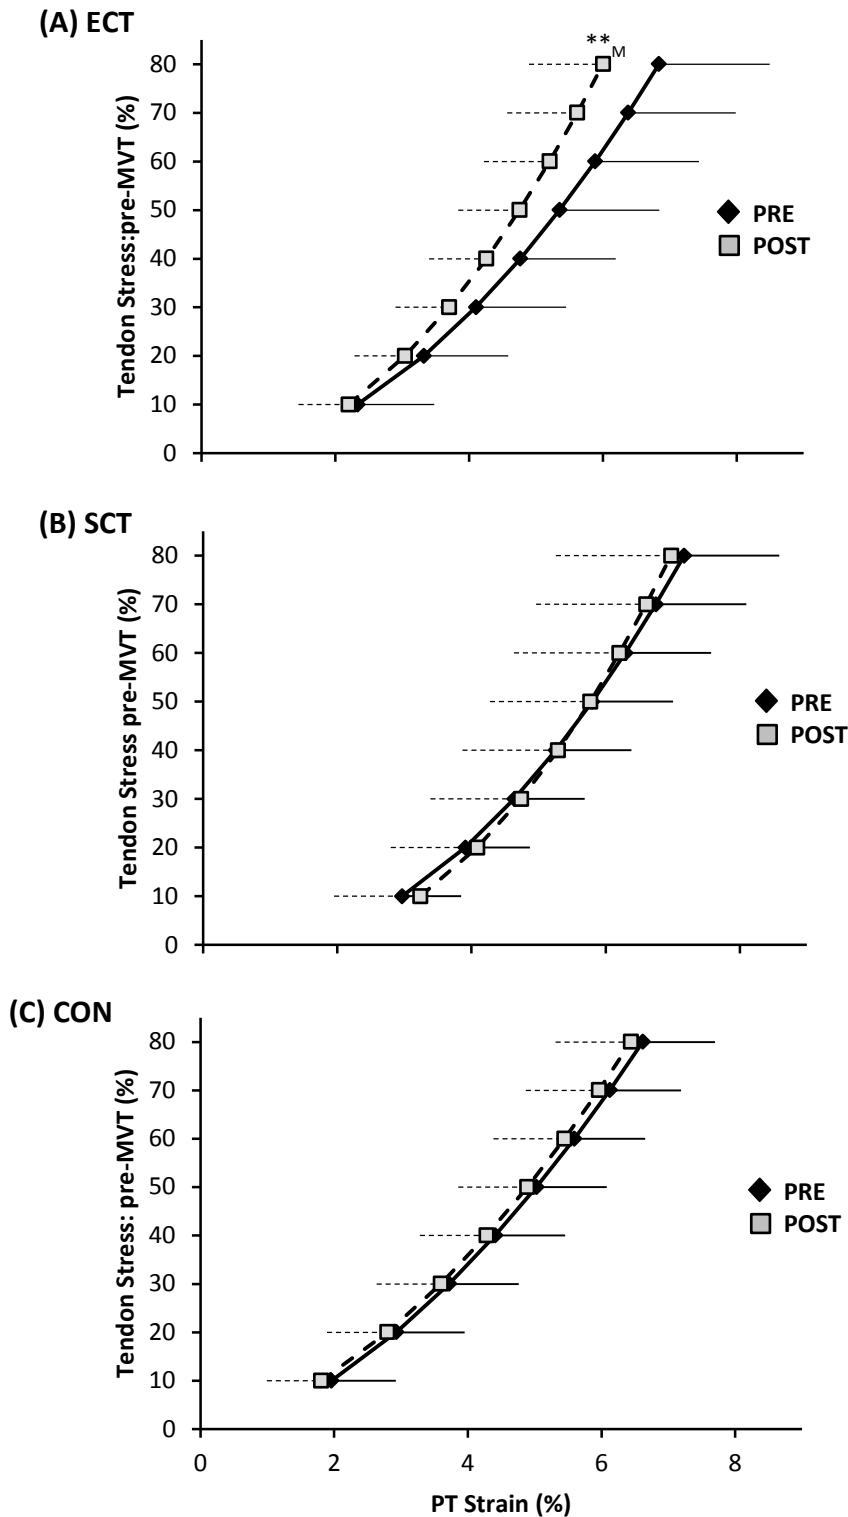 (A) ECT
**M
80
70
60
50
40
30
20
10
0
Tendon Stress:pre-MVT (%)
PRE
POST
(B) SCT
80
70
60
50
40
30
20
10
0
Tendon Stress pre-MVT (%)
PRE
POST
(C) CON
80
70
60
50
40
30
20
10
0
Tendon Stress: pre-MVT (%)
PRE
POST
0 2 4 6 8
PT Strain (%)